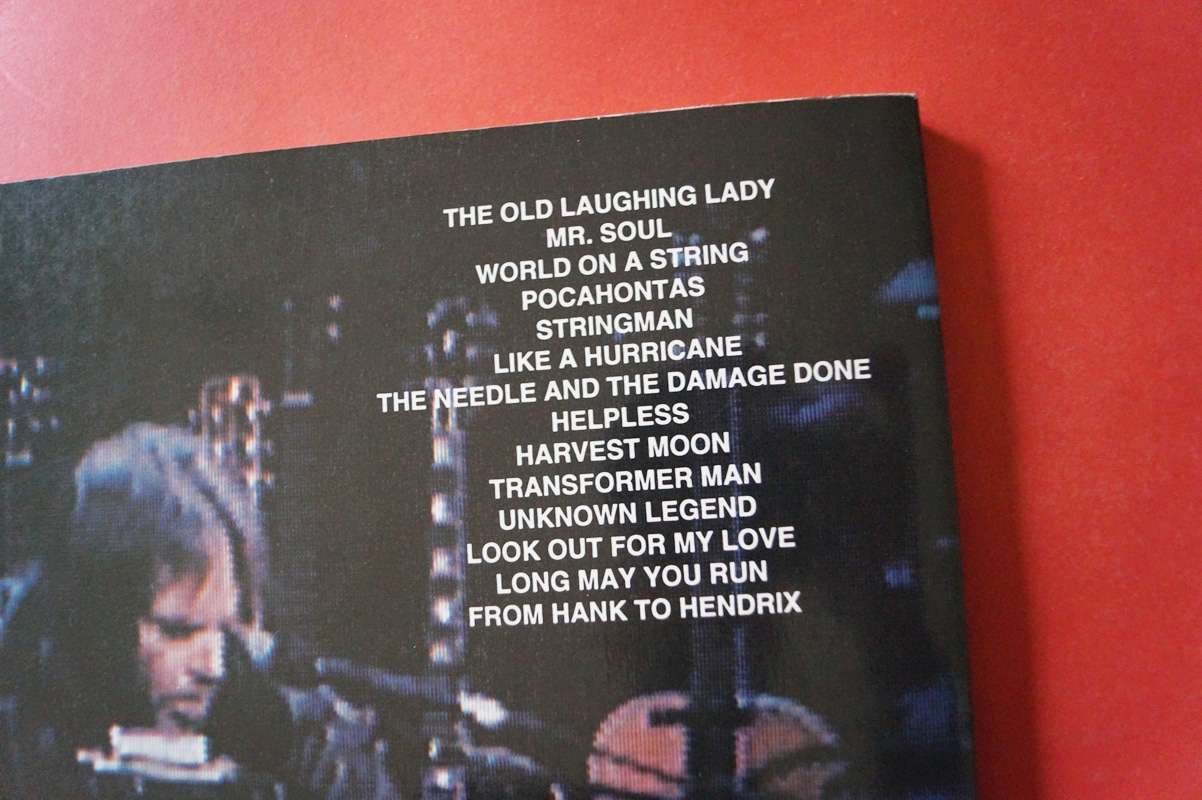 THE OLD LAUGHING LADY
MR. SOUL
WORLD ON A STRING
POCAHONTAS
STRINGMAN
LIKE A HURRICANE
THE NEEDLE AND THE DAMAGE DONE
HELPLESS
HARVEST MOON
TRANSFORMER MAN
UNKNOWN LEGEND
LOOK OUT FOR MY LOVE
LONG MAY YOU RUN
FROM HANK TO HENDRIX